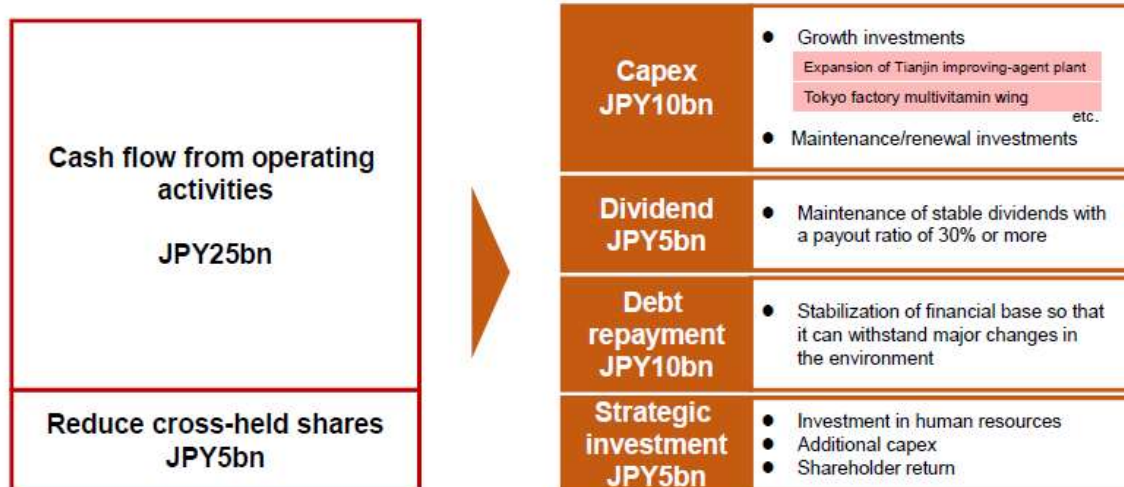 Cash flow from operating
activities
JPY25bn
Reduce cross-held shares
JPY5bn
Capex
JPY10bn
● Growth investments
Expansion of Tianjin improving-agent plant
Tokyo factory multivitamin wing
etc.
● Maintenance/renewal investments
Dividend
JPY5bn
● Maintenance of stable dividends with
a payout ratio of 30% or more
Debt
repayment
JPY10bn
● Stabilization of financial base so that
it can withstand major changes in
the environment
Strategic
investment
JPY5bn
● Investment in human resources
● Additional capex
● Shareholder return